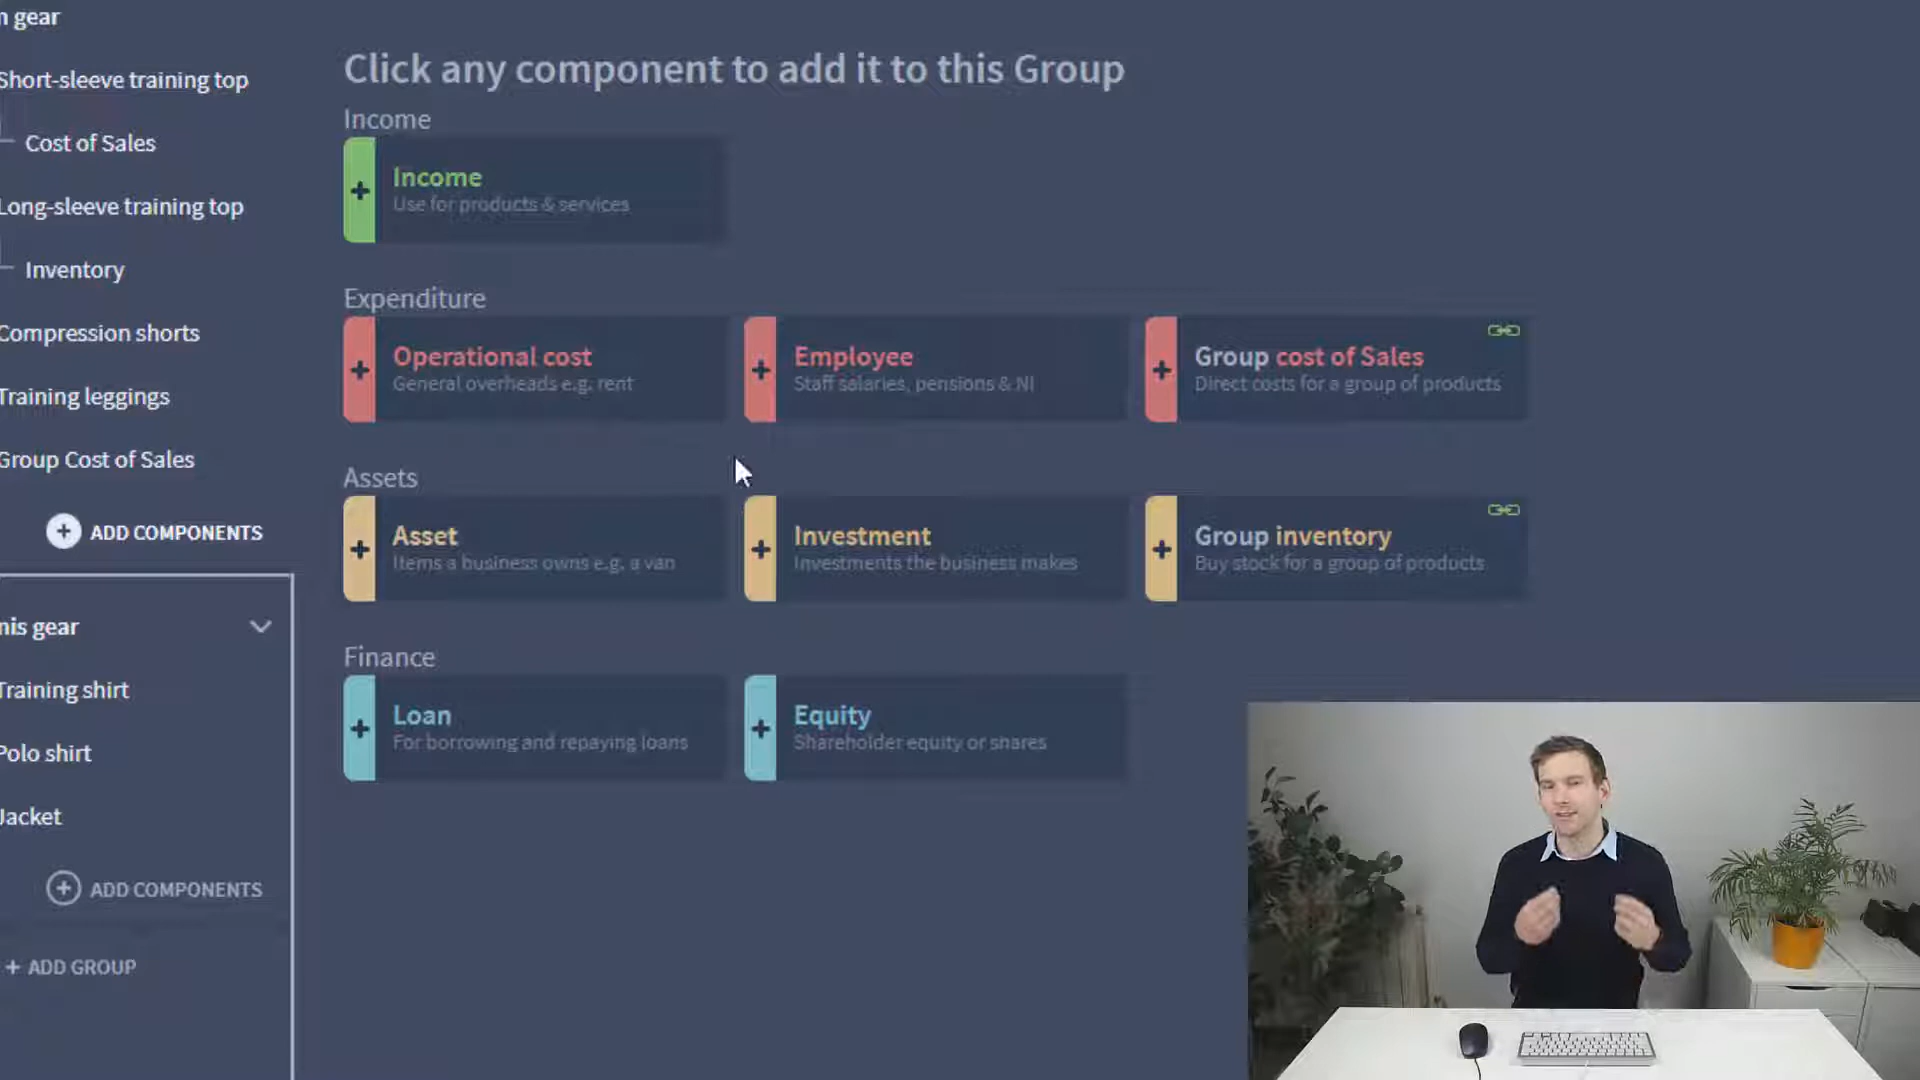 gear
Short-sleeve training top
Cost of Sales
Long-sleeve training top
Inventory
Compression shorts
Training leggings
Group Cost of Sales
ADD COMPONENTS
nis gear
Training shirt
Polo shirt
Jacket
ADD COMPONENTS
+ ADD GROUP
Click any component to add it to this Group
Income
+ Income
Use for products & services
Expenditure
+ Operational cost
General overheads e.g. rent
+ Employee
Staff salaries, pensions & NI
+ Group cost of Sales
Direct costs for a group of products
Assets
+ Asset
Items a business owns e.g. a van
+ Investment
Investments the business makes
+ Group inventory
Buy stock for a group of products
Finance
+ Loan
For borrowing and repaying loans
+ Equity
Shareholder equity or shares